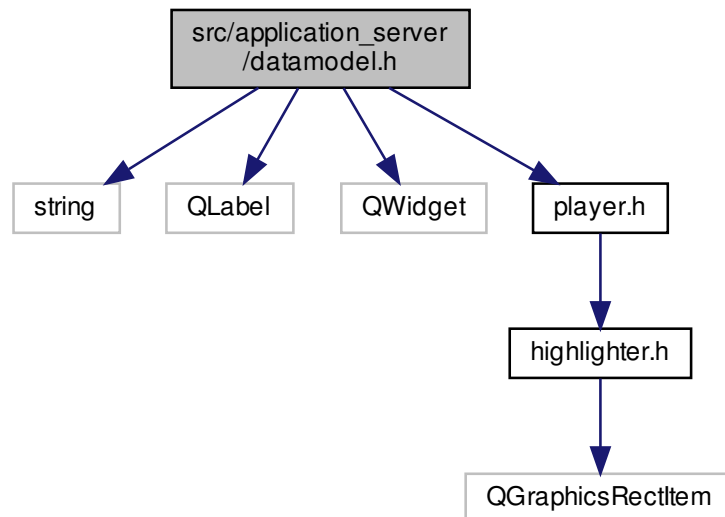 src/application_server
/datamodel.h
string
QLabel
QWidget
player.h
highlighter.h
QGraphicsRectItem